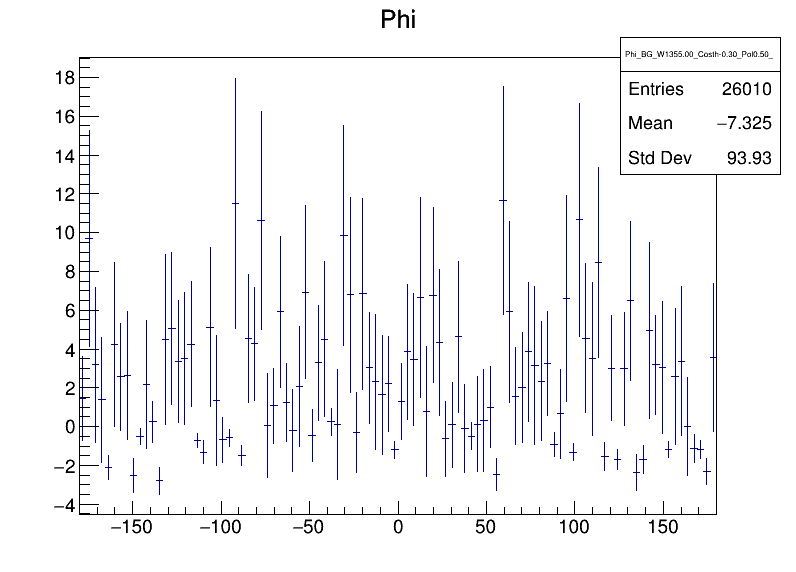 Phi
Phi_BG_W1355.00_Costh-0.30_Pol0.50_
Entries 26010
Mean −7.325
Std Dev 93.93
18
16
14
12
10
8
6
4
2
0
−2
−4
−150 −100 −50 0 50 100 150